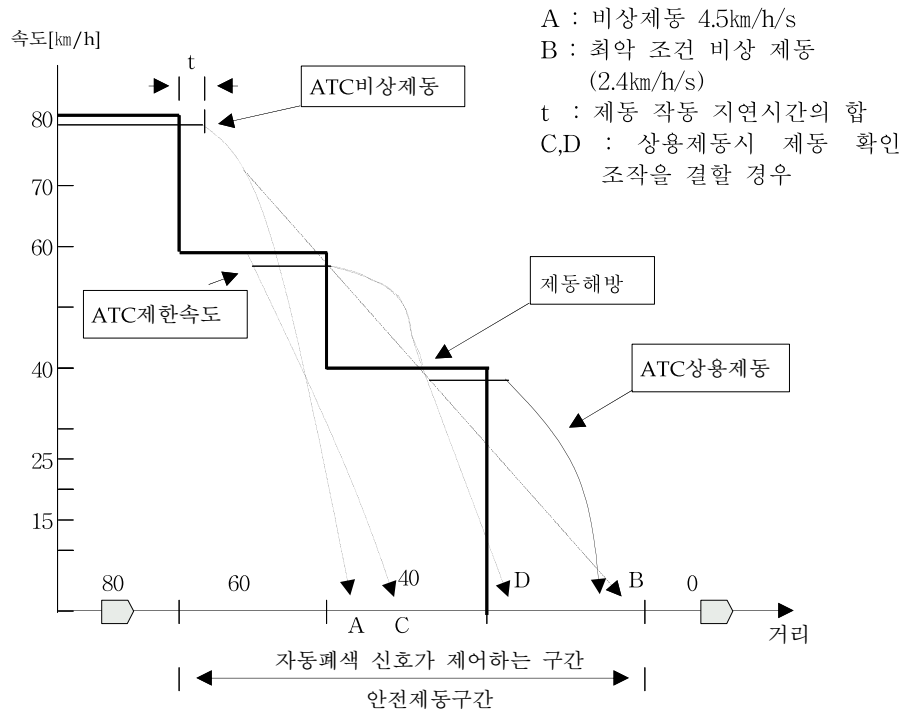 속도[㎞/h]
A : 비상제동 4.5㎞/h/s
B : 최악 조건 비상 제동
(2.4㎞/h/s)
t : 제동 작동 지연시간의 합
C,D : 상용제동시 제동 확인
조작을 결할 경우
t
ATC비상제동
80
70
60
ATC제한속도
제동해방
40
ATC상용제동
25
15
80
60
40
D
B
0
A
C
거리
자동폐색 신호가 제어하는 구간
안전제동구간